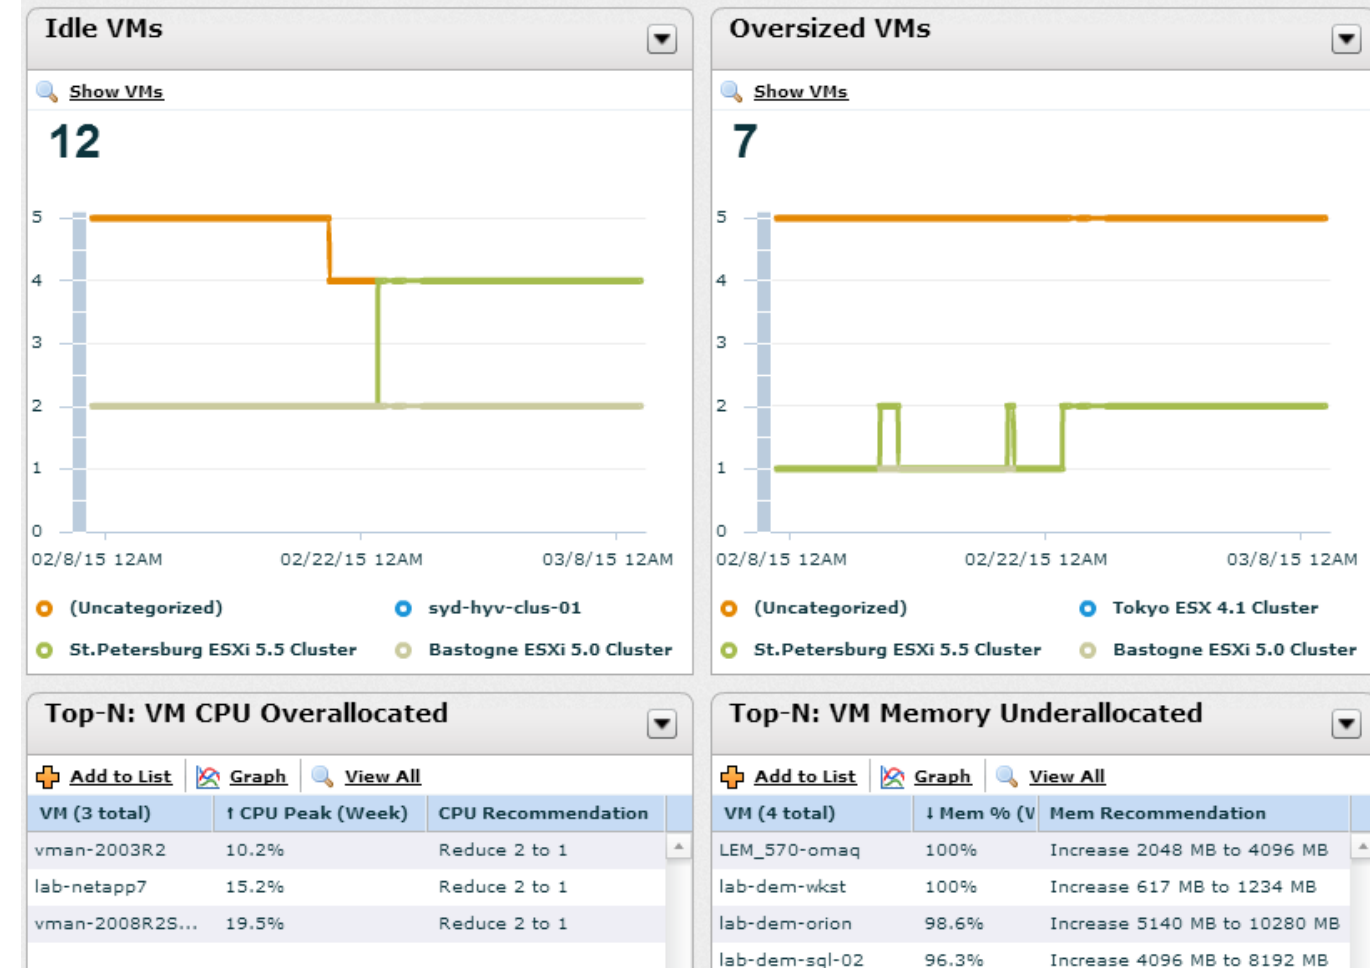 Idle VMs
Show VMs
12
5
4
3
2
1
0
02/8/15 12AM 02/22/15 12AM 03/8/15 12AM
(Uncategorized) syd-hyv-clus-01
St.Petersburg ESXi 5.5 Cluster Bastogne ESXi 5.0 Cluster
Oversized VMs
Show VMs
7
5
4
3
2
1
0
02/8/15 12AM 02/22/15 12AM 03/8/15 12AM
(Uncategorized) Tokyo ESX 4.1 Cluster
St.Petersburg ESXi 5.5 Cluster Bastogne ESXi 5.0 Cluster
Top-N: VM CPU Overallocated
Add to List Graph View All
VM (3 total) ↑ CPU Peak (Week) CPU Recommendation
vman-2003R2 10.2% Reduce 2 to 1
lab-netapp7 15.2% Reduce 2 to 1
vman-2008R2S... 19.5% Reduce 2 to 1
Top-N: VM Memory Underallocated
Add to List Graph View All
VM (4 total) ↓ Mem % (V Mem Recommendation
LEM_570-omaq 100% Increase 2048 MB to 4096 MB
lab-dem-wkst 100% Increase 617 MB to 1234 MB
lab-dem-orion 98.6% Increase 5140 MB to 10280 MB
lab-dem-sql-02 96.3% Increase 4096 MB to 8192 MB